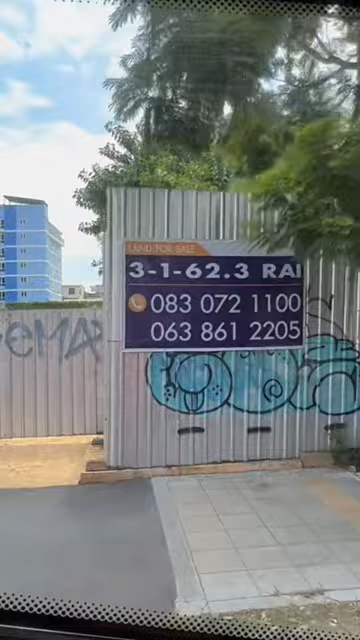 LAND FOR SALE
3-1-62.3 RAI
083 072 1100
063 861 2205